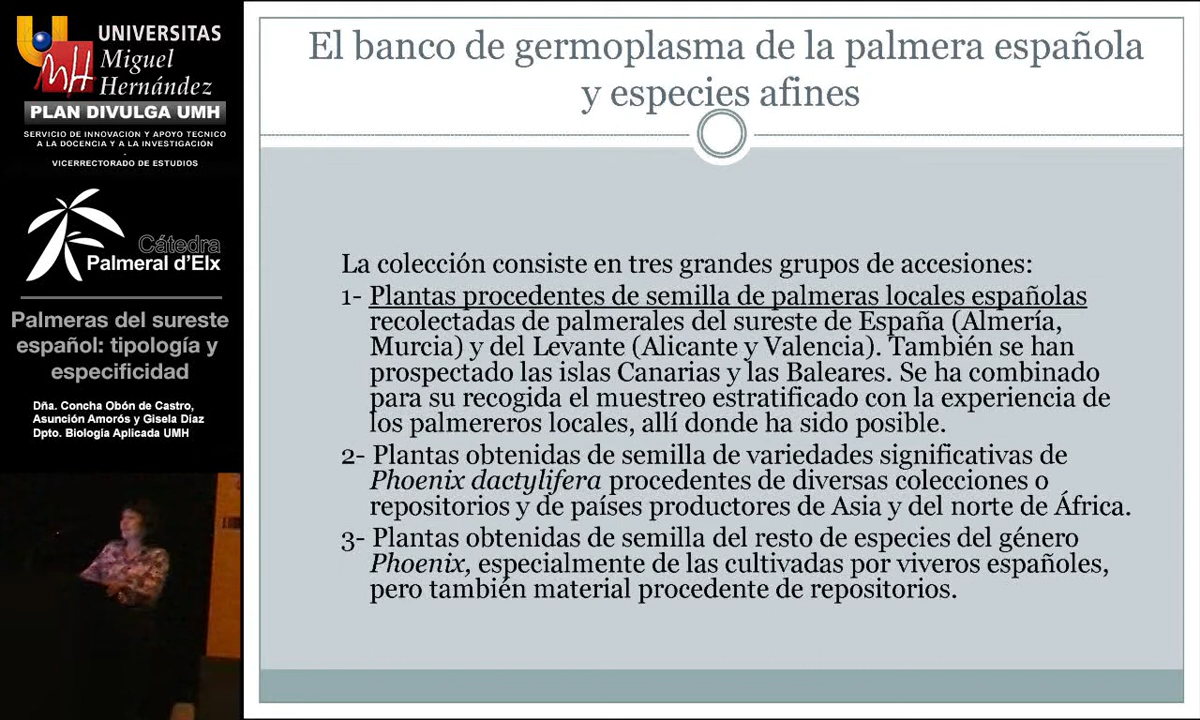 UNIVERSITAS
Miguel
Hernández
PLAN DIVULGA UMH
SERVICIO DE INNOVACION Y APOYO TECNICO
A LA DOCENCIA Y A LA INVESTIGACION
VICERRECTORADO DE ESTUDIOS
Cátedra
Palmeral d'Elx
Palmeras del sureste
español: tipología y
especificidad
Dña. Concha Obón de Castro,
Asunción Amorós y Gisela Díaz
Dpto. Biología Aplicada UMH
El banco de germoplasma de la palmera española
y especies afines
La colección consiste en tres grandes grupos de accesiones:
1- Plantas procedentes de semilla de palmeras locales españolas
recolectadas de palmerales del sureste de España (Almería,
Murcia) y del Levante (Alicante y Valencia). También se han
prospectado las islas Canarias y las Baleares. Se ha combinado
para su recogida el muestreo estratificado con la experiencia de
los palmereros locales, allí donde ha sido posible.
2- Plantas obtenidas de semilla de variedades significativas de
Phoenix dactylifera procedentes de diversas colecciones o
repositorios y de países productores de Asia y del norte de África.
3- Plantas obtenidas de semilla del resto de especies del género
Phoenix, especialmente de las cultivadas por viveros españoles,
pero también material procedente de repositorios.